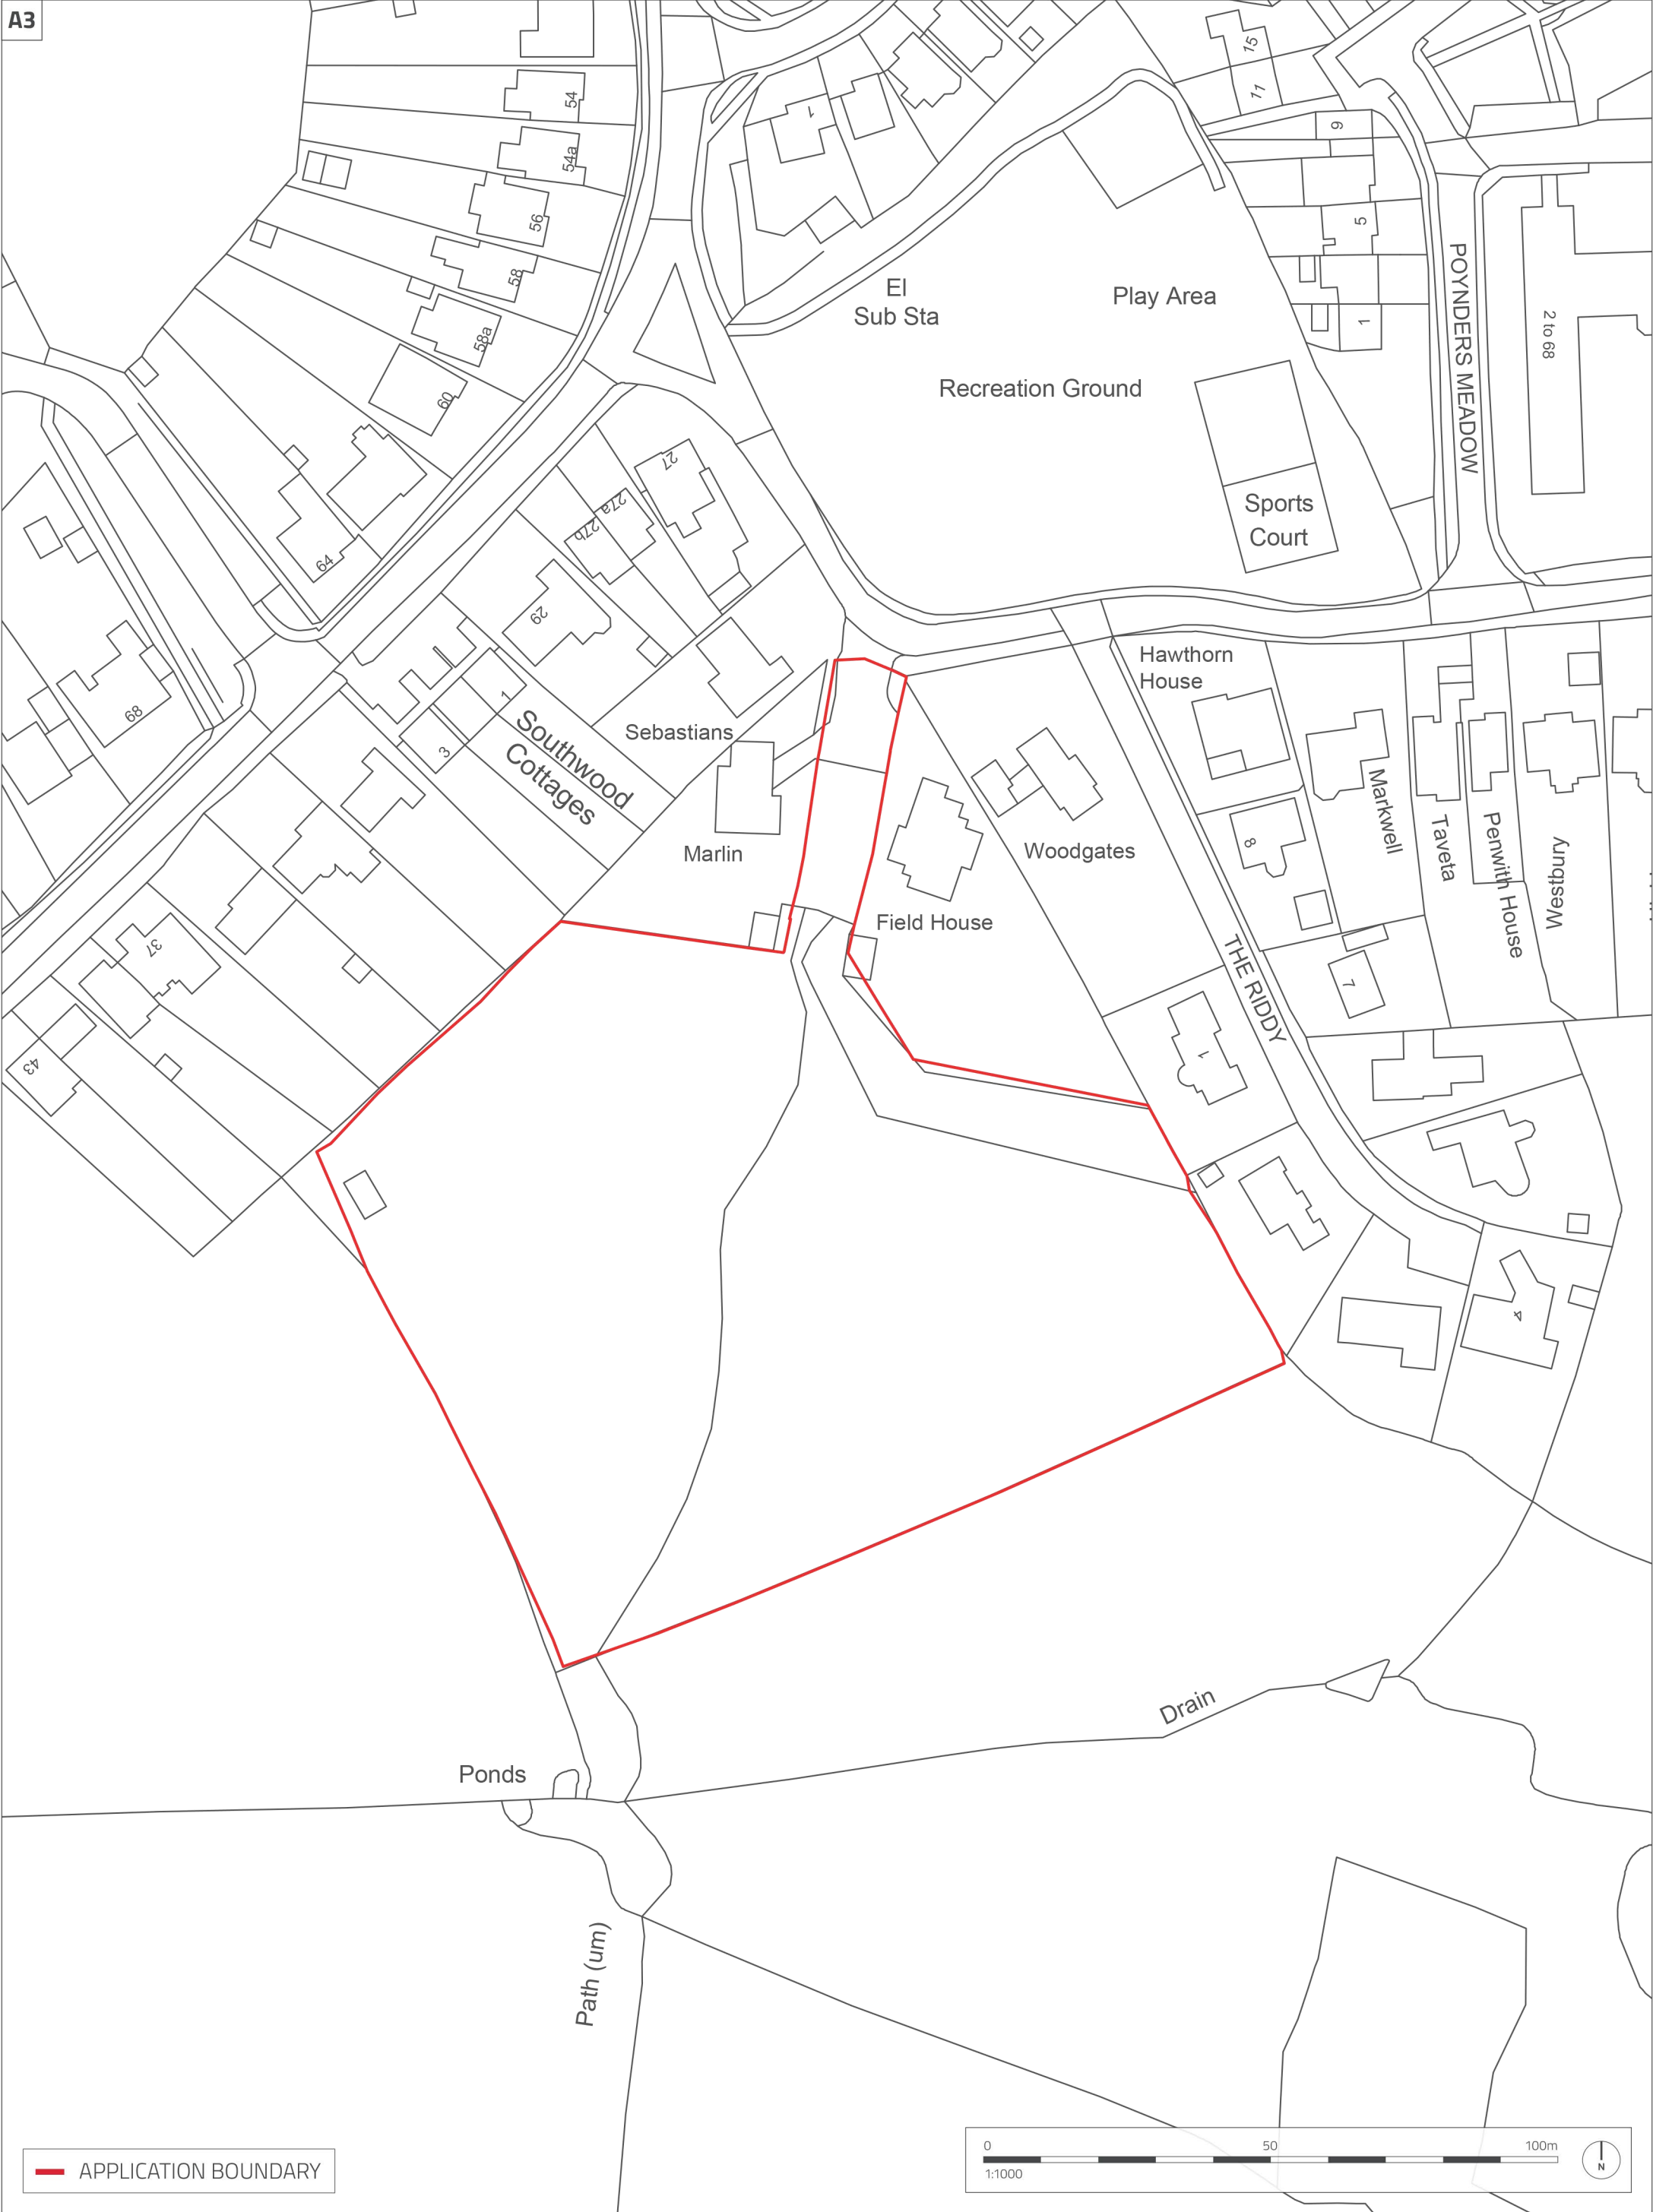 A3
54
54a
56
58
58a
60
64
68
1
15
11
9
5
1
POYNDERS MEADOW
2 to 68
El
Sub Sta
Play Area
Recreation Ground
Sports
Court
27
27a
27b
29
1
3
Southwood
Cottages
Sebastians
Marlin
Field House
Woodgates
Hawthorn
House
Markwell
Taveta
Penwith House
Westbury
8
7
THE RIDDY
1
4
37
43
Drain
Ponds
Path (um)
APPLICATION BOUNDARY
0
50
100m
1:1000
N